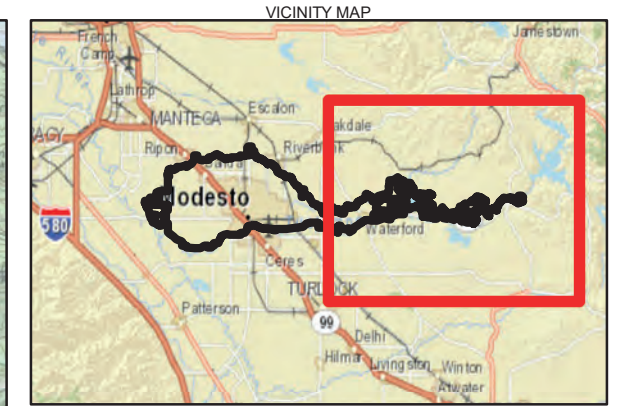 VICINITY MAP
Jamestown
French
Camp
Lathrop
Escalon
MANTECA
akdale
Ripon
Riverbank
Modesto
580
Waterford
Ceres
TURLOCK
Patterson
99
Delhi
Hilmar
Livingston
Winton
Atwater